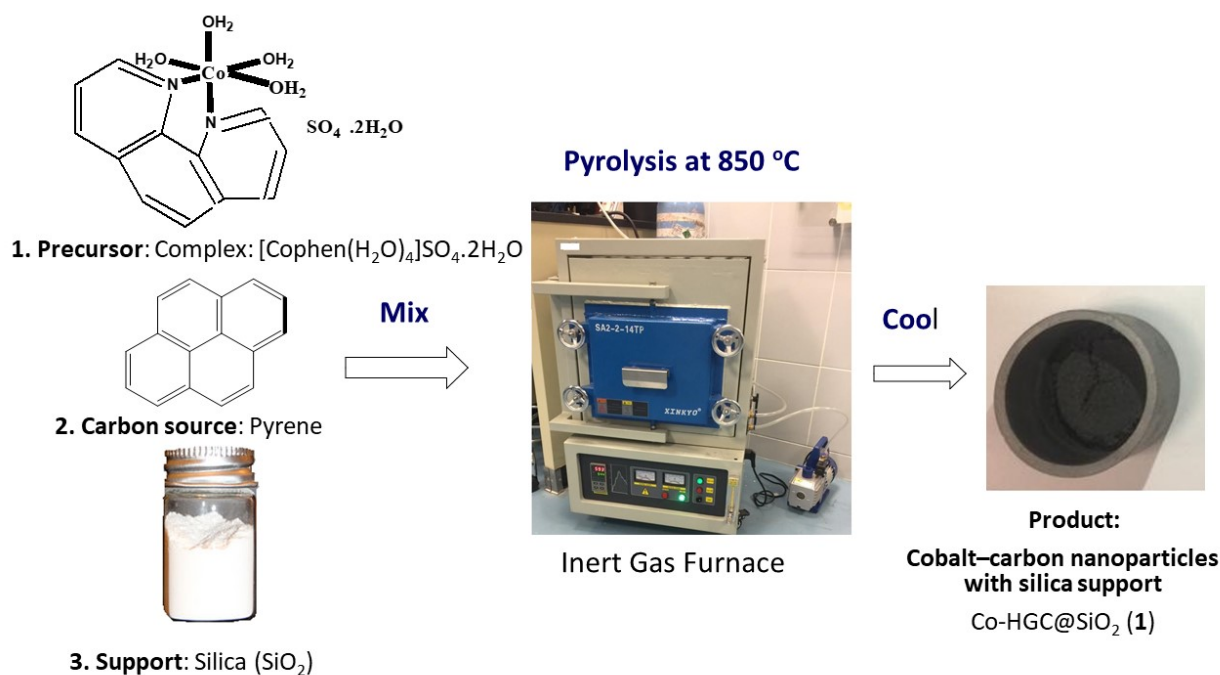 OH₂
H₂O
OH₂
Co
OH₂
N
N
SO₄ .2H₂O
1. Precursor: Complex: [Cophen(H₂O)₄]SO₄.2H₂O
Mix
2. Carbon source: Pyrene
3. Support: Silica (SiO₂)
Pyrolysis at 850 °C
SA2-2-14TP
XINKYO
Inert Gas Furnace
Cool
Product:
Cobalt–carbon nanoparticles
with silica support
Co-HGC@SiO₂ (1)